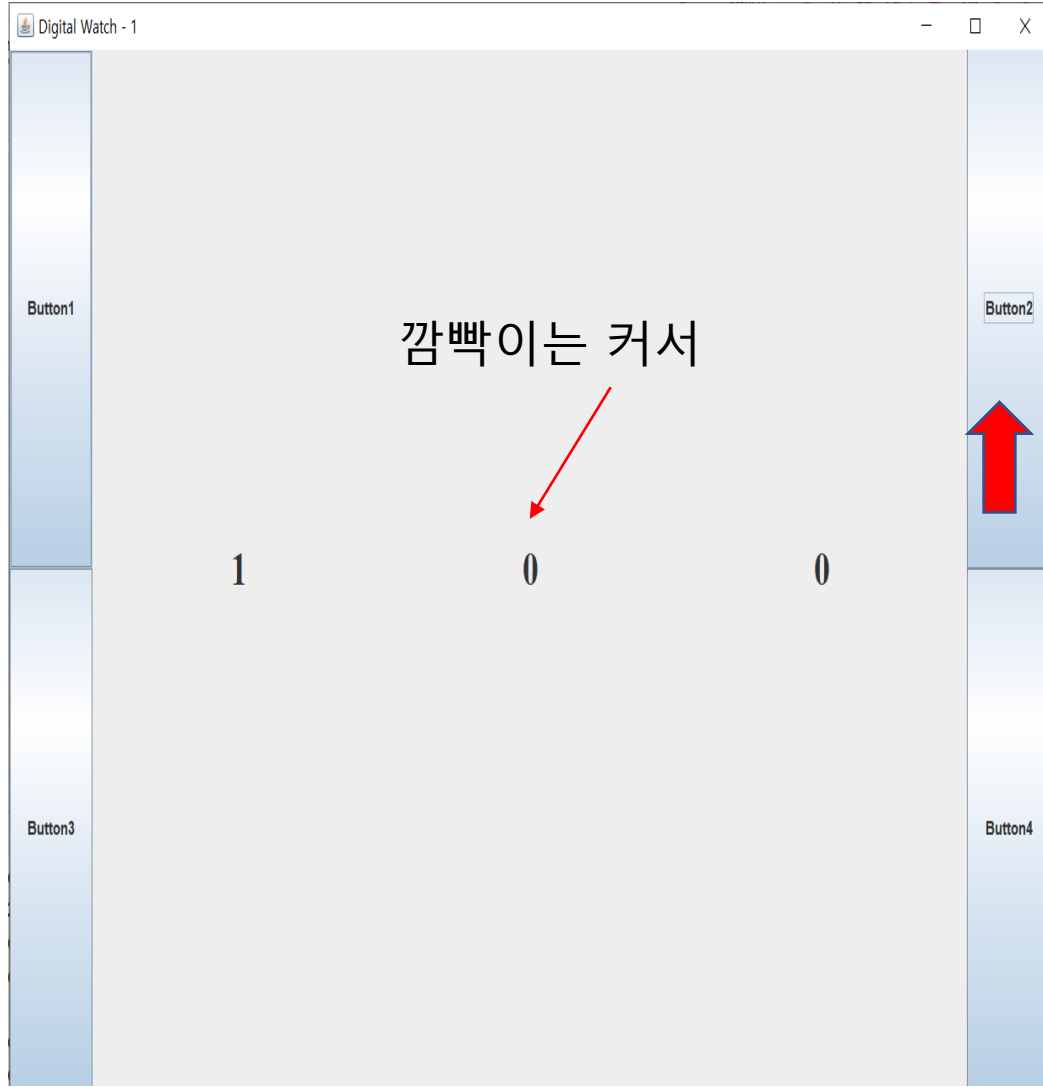 Digital Watch - 1
Button1
Button2
깜빡이는 커서
1 0 0
Button3
Button4